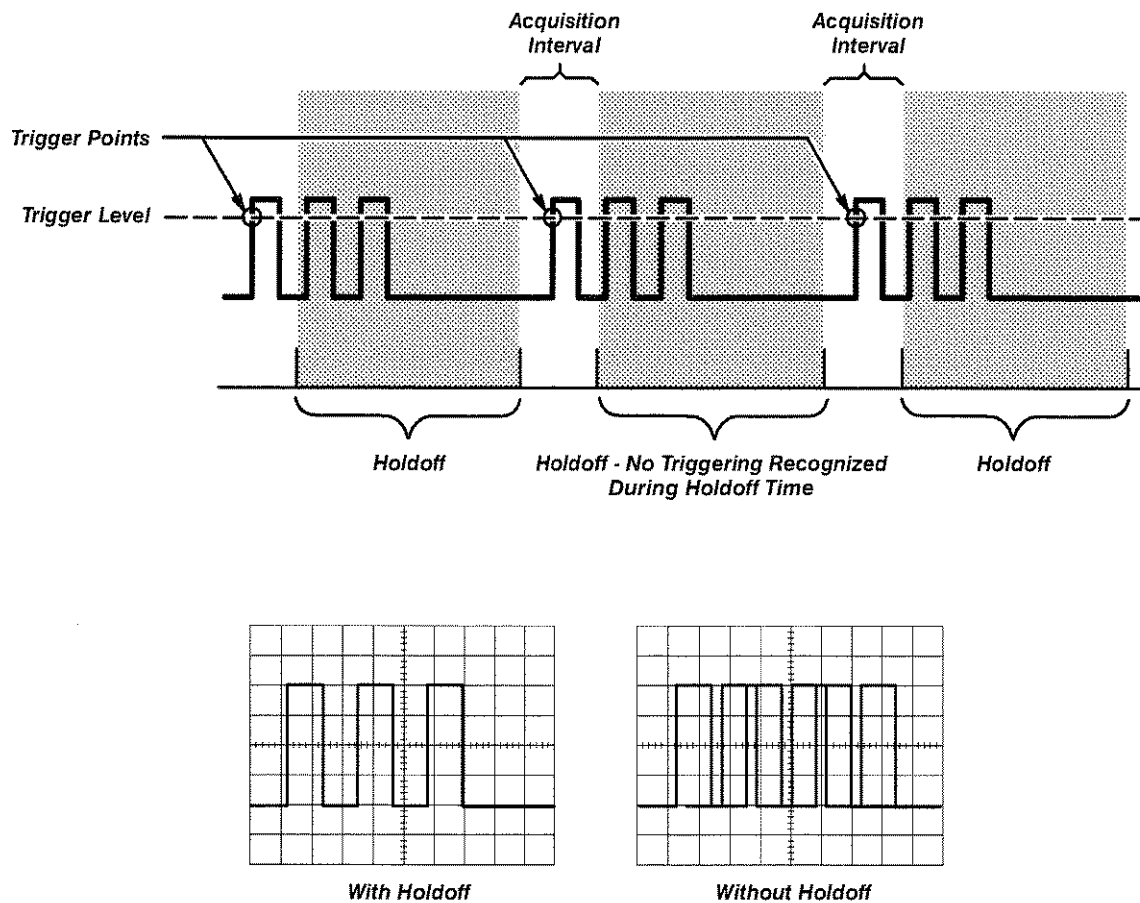 Acquisition
Interval
Acquisition
Interval
Trigger Points
Trigger Level
Holdoff
Holdoff - No Triggering Recognized
During Holdoff Time
Holdoff
With Holdoff
Without Holdoff